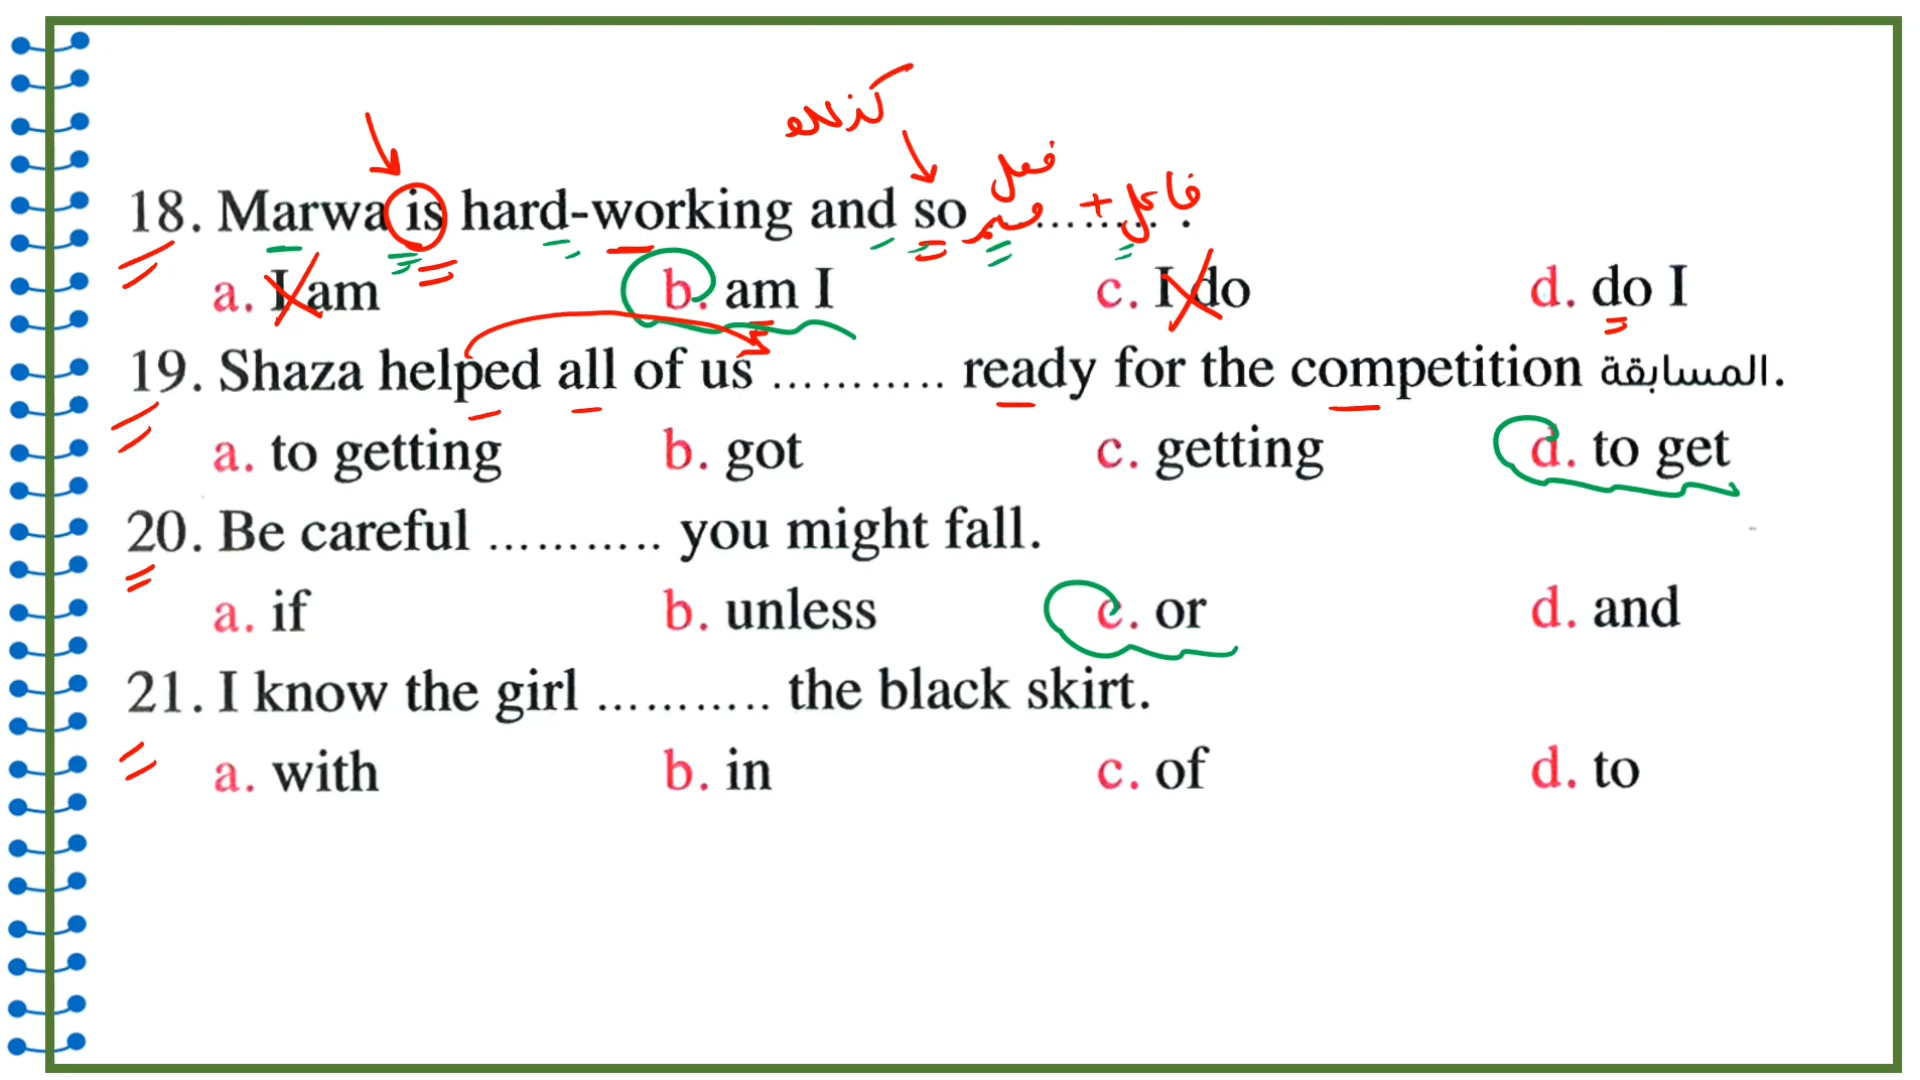 كذلك
فعل
مساعد + فاعل
18. Marwa is hard-working and so ............ .
a. I am b. am I c. I do d. do I
19. Shaza helped all of us ............ ready for the competition المسابقة.
a. to getting b. got c. getting d. to get
20. Be careful ............ you might fall.
a. if b. unless c. or d. and
21. I know the girl ............ the black skirt.
a. with b. in c. of d. to